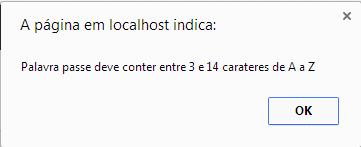 A página em localhost indica:
Palavra passe deve conter entre 3 e 14 carateres de A a Z
OK